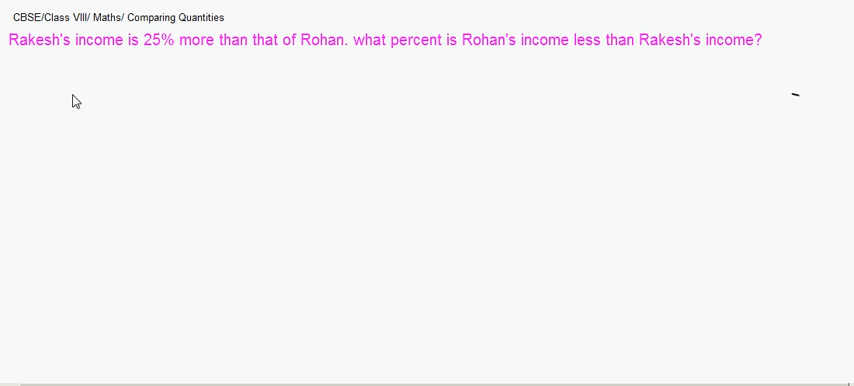 CBSE/Class VIII/ Maths/ Comparing Quantities
Rakesh's income is 25% more than that of Rohan. what percent is Rohan's income less than Rakesh's income?